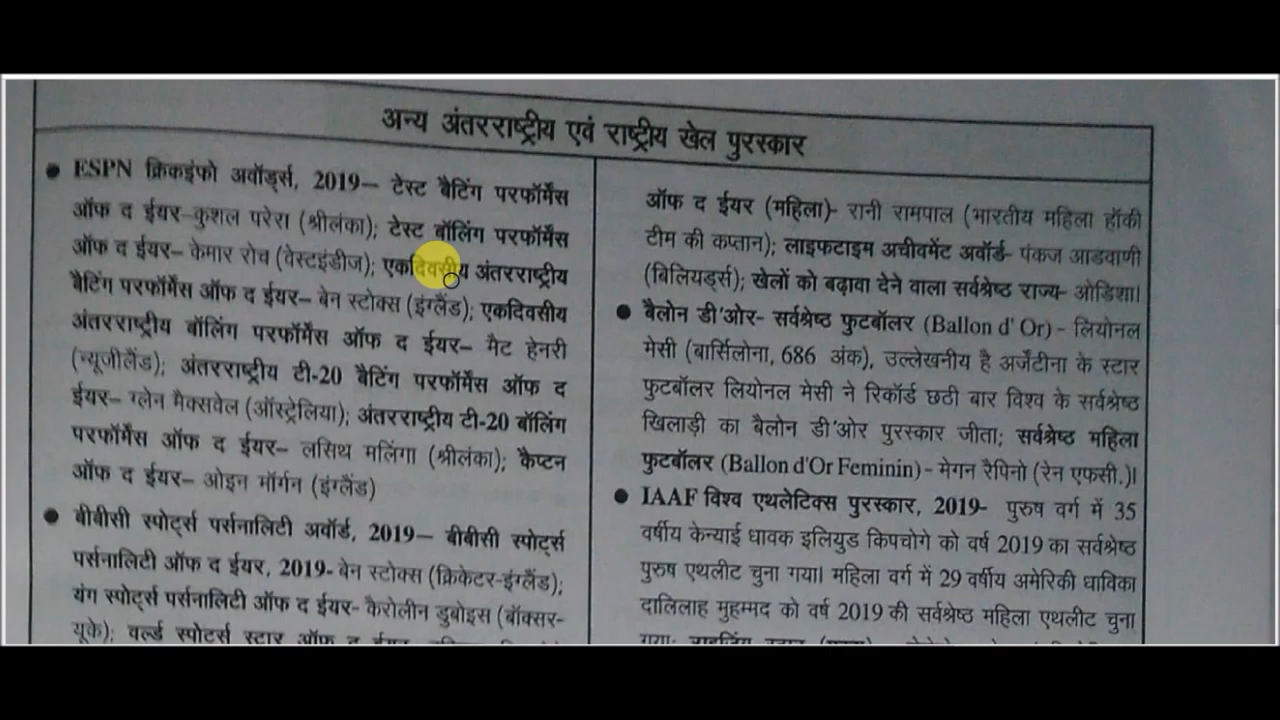 अन्य अंतरराष्ट्रीय एवं राष्ट्रीय खेल पुरस्कार
● ESPN क्रिकइंफो अवॉर्ड्स, 2019– टेस्ट बैटिंग परफॉर्मेंस
ऑफ द ईयर–कुशल परेरा (श्रीलंका); टेस्ट बॉलिंग परफॉर्मेंस
ऑफ द ईयर– केमार रोच (वेस्टइंडीज); एकदिवसीय अंतरराष्ट्रीय
बैटिंग परफॉर्मेंस ऑफ द ईयर– बेन स्टोक्स (इंग्लैंड); एकदिवसीय
अंतरराष्ट्रीय बॉलिंग परफॉर्मेंस ऑफ द ईयर– मैट हेनरी
(न्यूजीलैंड); अंतरराष्ट्रीय टी-20 बैटिंग परफॉर्मेंस ऑफ द
ईयर– ग्लेन मैक्सवेल (ऑस्ट्रेलिया); अंतरराष्ट्रीय टी-20 बॉलिंग
परफॉर्मेंस ऑफ द ईयर– लसिथ मलिंगा (श्रीलंका); कैप्टन
ऑफ द ईयर– ओइन मॉर्गन (इंग्लैंड)
● बीबीसी स्पोर्ट्स पर्सनालिटी अवॉर्ड, 2019– बीबीसी स्पोर्ट्स
पर्सनालिटी ऑफ द ईयर, 2019- बेन स्टोक्स (क्रिकेटर-इंग्लैंड);
यंग स्पोर्ट्स पर्सनालिटी ऑफ द ईयर- कैरोलीन डुबोइस (बॉक्सर-
यूके); वर्ल्ड स्पोटर्स स्टार ऑफ द ईयर
ऑफ द ईयर (महिला)- रानी रामपाल (भारतीय महिला हॉकी
टीम की कप्तान); लाइफटाइम अचीवमेंट अवॉर्ड- पंकज आडवाणी
(बिलियर्ड्स); खेलों को बढ़ावा देने वाला सर्वश्रेष्ठ राज्य- ओडिशा।
● बैलोन डी'ओर- सर्वश्रेष्ठ फुटबॉलर (Ballon d' Or) - लियोनल
मेसी (बार्सिलोना, 686 अंक), उल्लेखनीय है अर्जेंटीना के स्टार
फुटबॉलर लियोनल मेसी ने रिकॉर्ड छठी बार विश्व के सर्वश्रेष्ठ
खिलाड़ी का बैलोन डी'ओर पुरस्कार जीता; सर्वश्रेष्ठ महिला
फुटबॉलर (Ballon d'Or Feminin) - मेगन रैपिनो (रेन एफसी.)।
● IAAF विश्व एथलेटिक्स पुरस्कार, 2019- पुरुष वर्ग में 35
वर्षीय केन्याई धावक इलियुड किपचोगे को वर्ष 2019 का सर्वश्रेष्ठ
पुरुष एथलीट चुना गया। महिला वर्ग में 29 वर्षीय अमेरिकी धाविका
दालिलाह मुहम्मद को वर्ष 2019 की सर्वश्रेष्ठ महिला एथलीट चुना